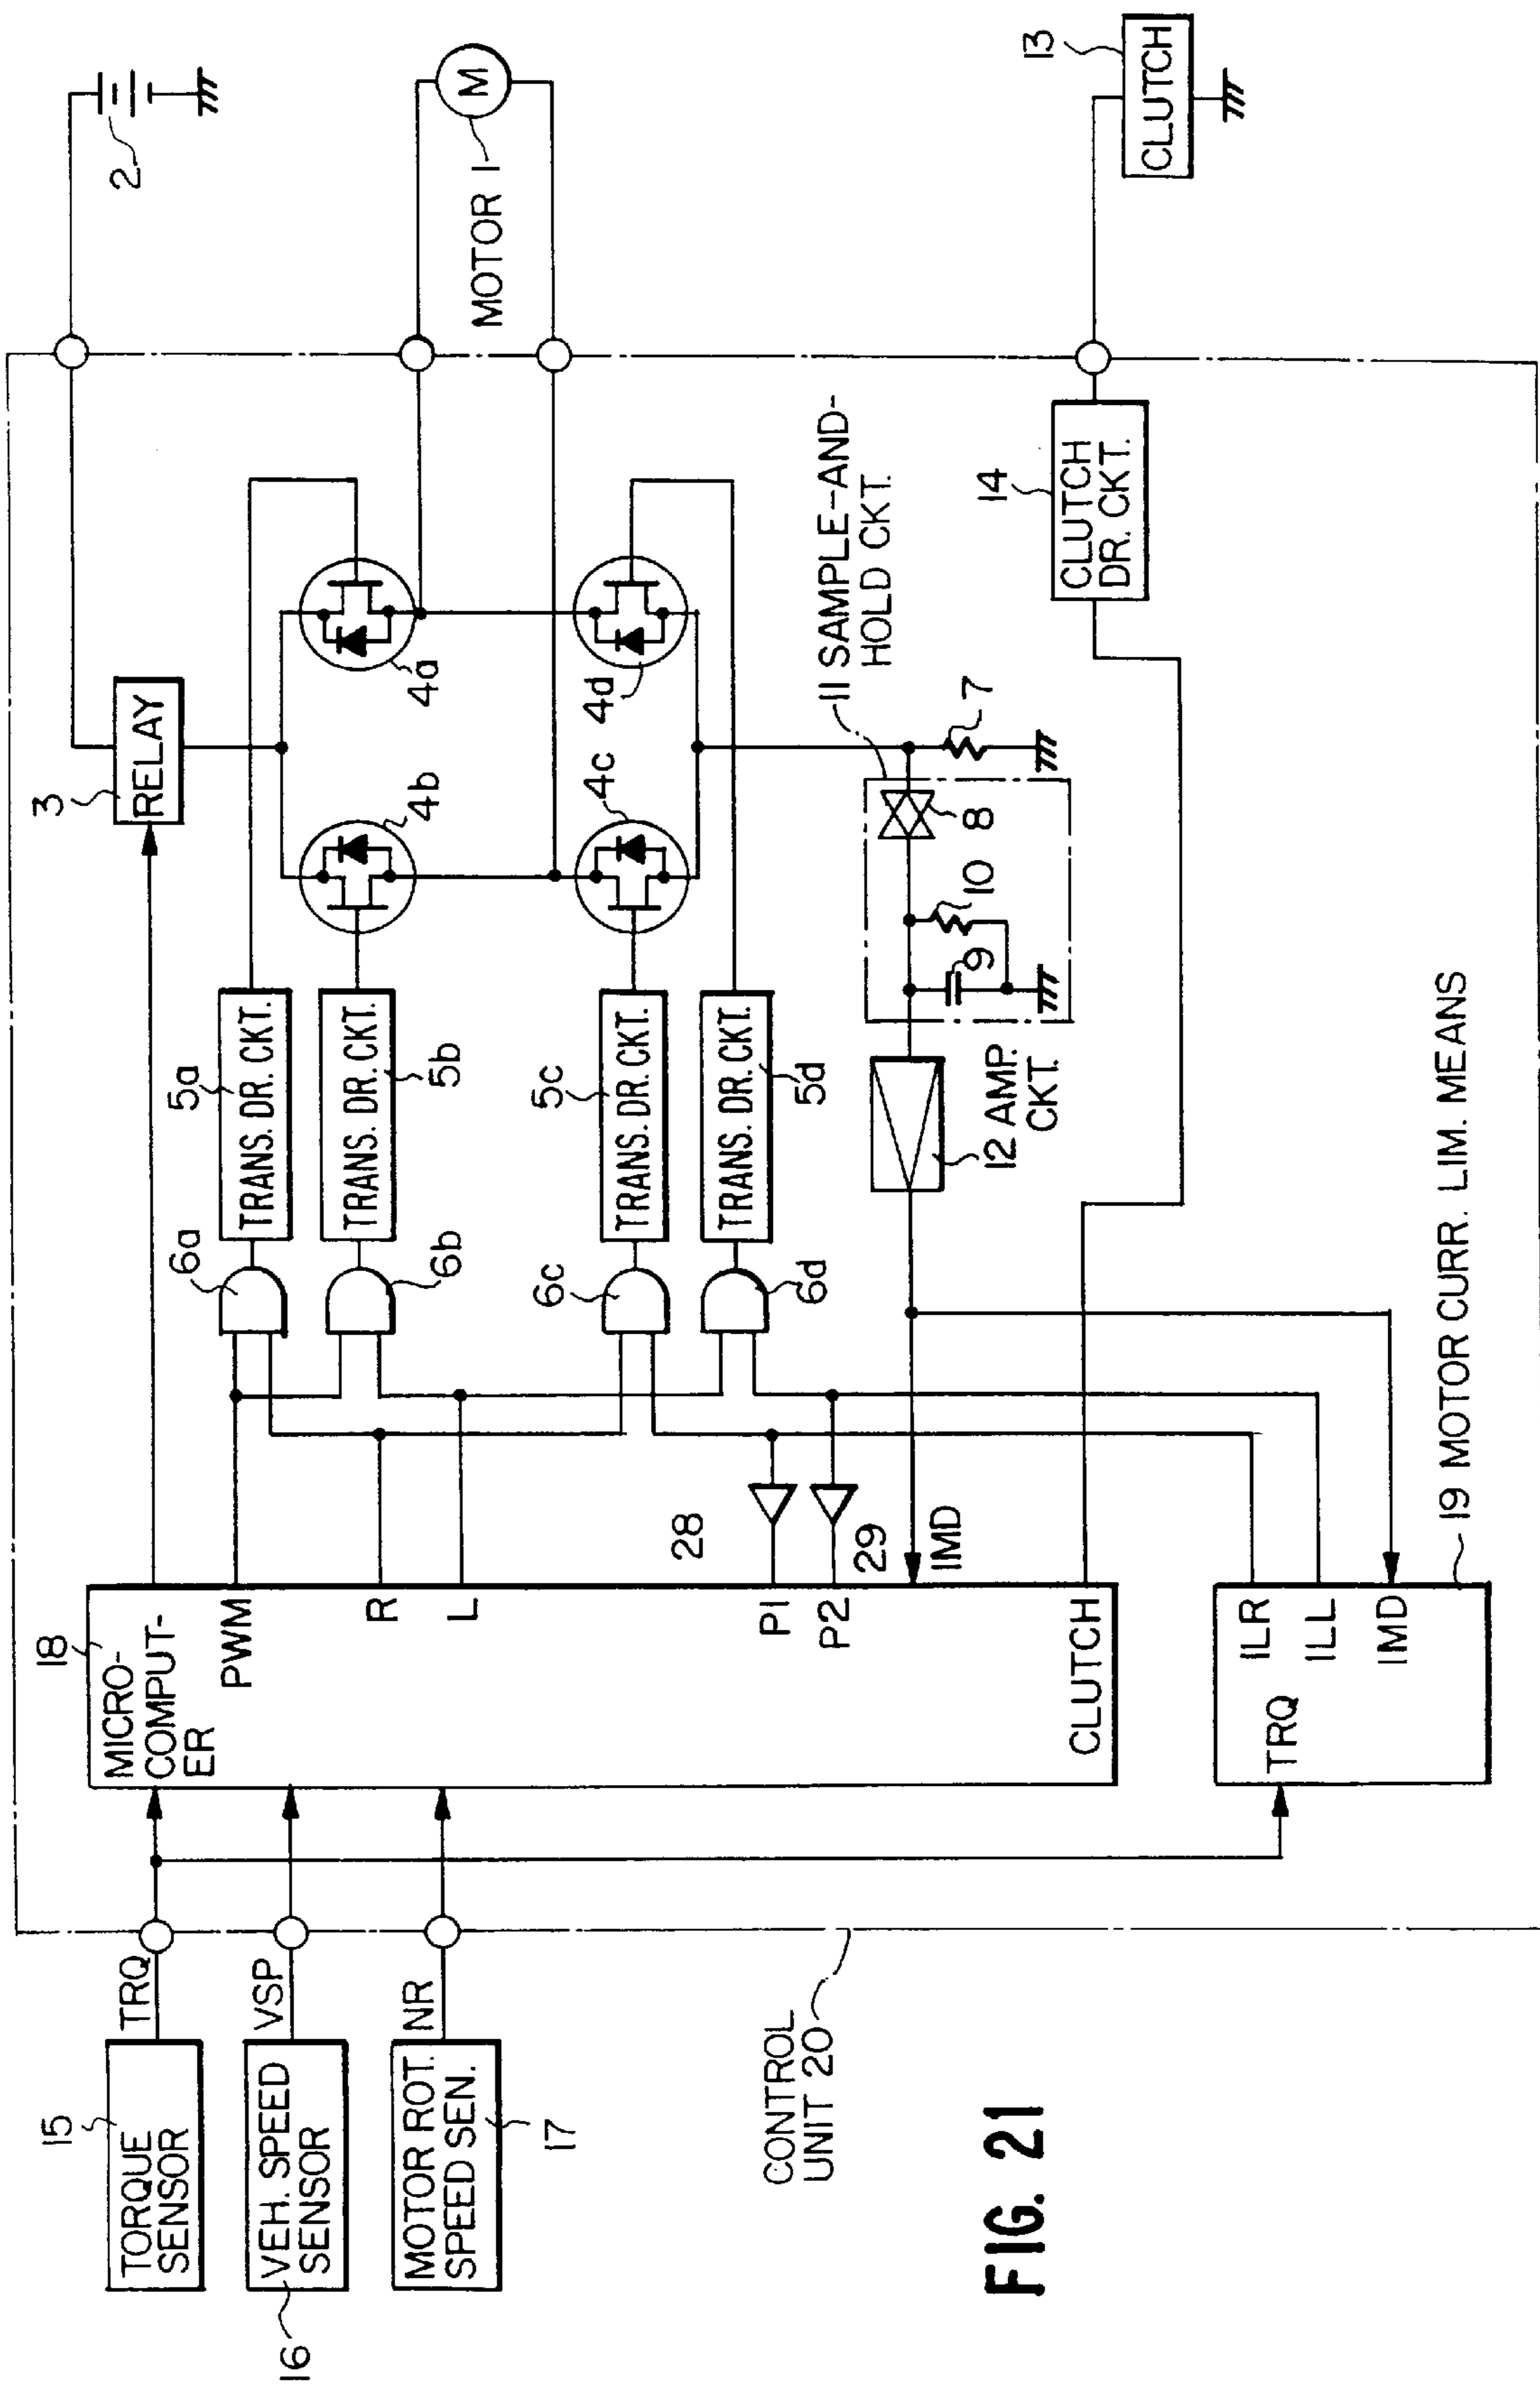 15
TORQUE
SENSOR
TRQ
16
VEH. SPEED
SENSOR
VSP
MOTOR ROT.
SPEED SEN.
17
NR
CONTROL
UNIT 20
18
MICRO-
COMPUT-
ER
PWM
R
L
P1
P2
IMD
CLUTCH
28
29
TRQ
ILR
ILL
IMD
19 MOTOR CURR. LIM. MEANS
6a
6b
6c
6d
5a
TRANS. DR. CKT.
TRANS. DR. CKT.
5b
5c
TRANS. DR. CKT.
TRANS. DR. CKT.
5d
12 AMP.
CKT.
3
RELAY
4b
4a
4c
4d
11 SAMPLE-AND-
HOLD CKT.
7
8
10
9
14
CLUTCH
DR. CKT.
2
M
MOTOR 1
13
CLUTCH
FIG. 21